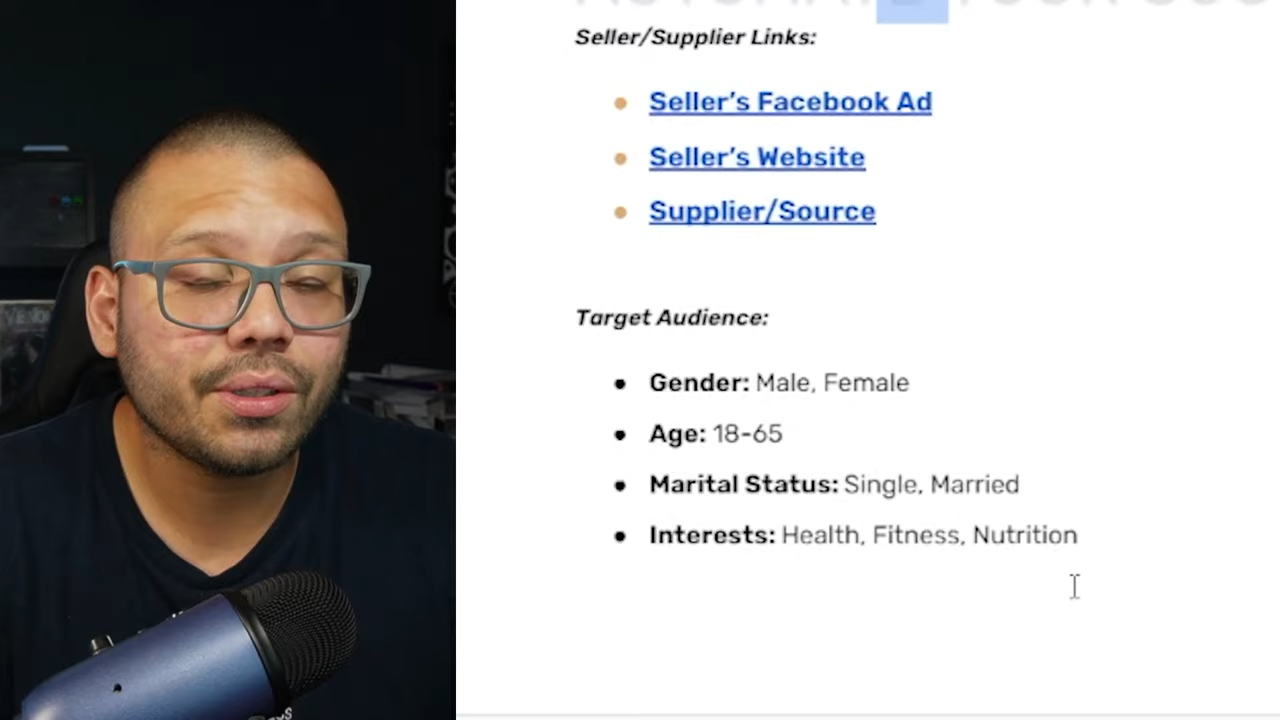 Seller/Supplier Links:
Seller's Facebook Ad
Seller's Website
Supplier/Source
Target Audience:
Gender: Male, Female
Age: 18-65
Marital Status: Single, Married
Interests: Health, Fitness, Nutrition